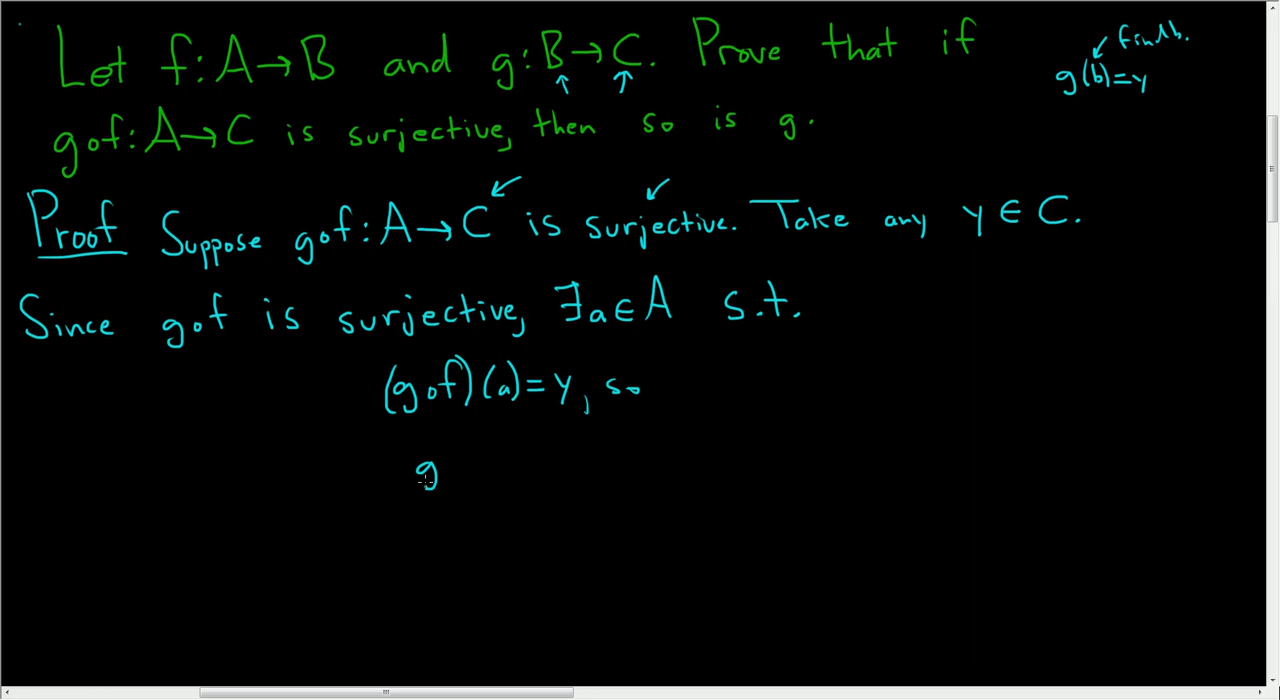 Let f:A→B and g:B→C. Prove that if
g∘f:A→C is surjective, then so is g.
find b.
g(b)=y
Proof Suppose g∘f:A→C is surjective. Take any y∈C.
Since g∘f is surjective, ∃a∈A s.t.
(g∘f)(a)=y, so
g